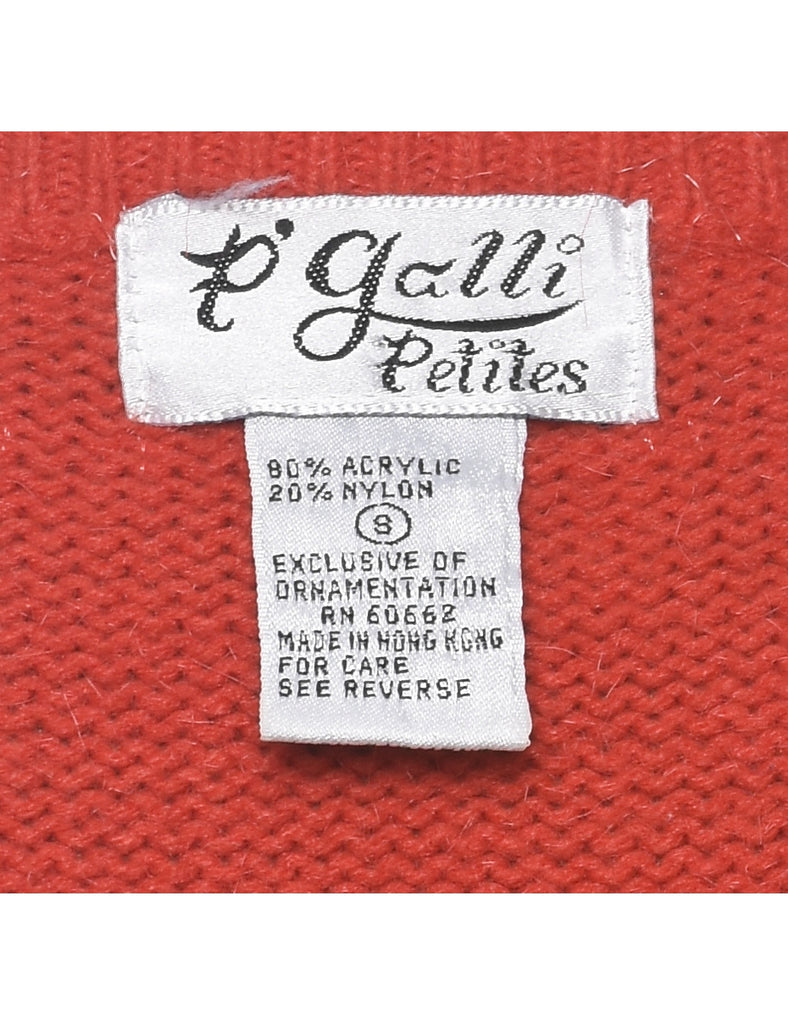 P' galli
Petites
80% ACRYLIC
20% NYLON
S
EXCLUSIVE OF
ORNAMENTATION
RN 60662
MADE IN HONG KONG
FOR CARE
SEE REVERSE